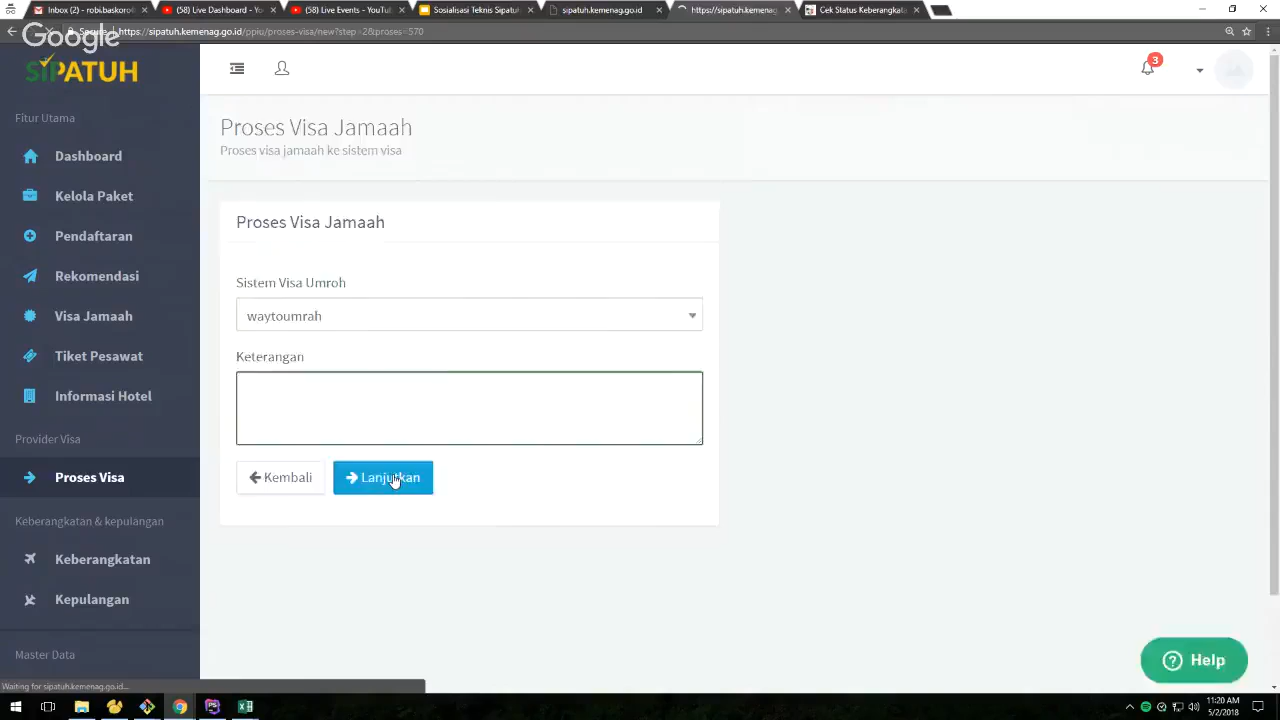 Inbox (2) - robi.baskoro
(58) Live Dashboard - Yo
(58) Live Events - YouTu
Sosialisasi Teknis Sipatu
sipatuh.kemenag.go.id
https://sipatuh.kemenag
Cek Status Keberangkat
Google
Secure
https://sipatuh.kemenag.go.id/ppiu/proses-visa/new?step=2&proses=570
SIPATUH
3
Fitur Utama
Dashboard
Kelola Paket
Pendaftaran
Rekomendasi
Visa Jamaah
Tiket Pesawat
Informasi Hotel
Provider Visa
Proses Visa
Keberangkatan & kepulangan
Keberangkatan
Kepulangan
Master Data
Proses Visa Jamaah
Proses visa jamaah ke sistem visa
Proses Visa Jamaah
Sistem Visa Umroh
waytoumrah
Keterangan
Kembali
Lanjutkan
Help
Waiting for sipatuh.kemenag.go.id...
11:20 AM
5/2/2018